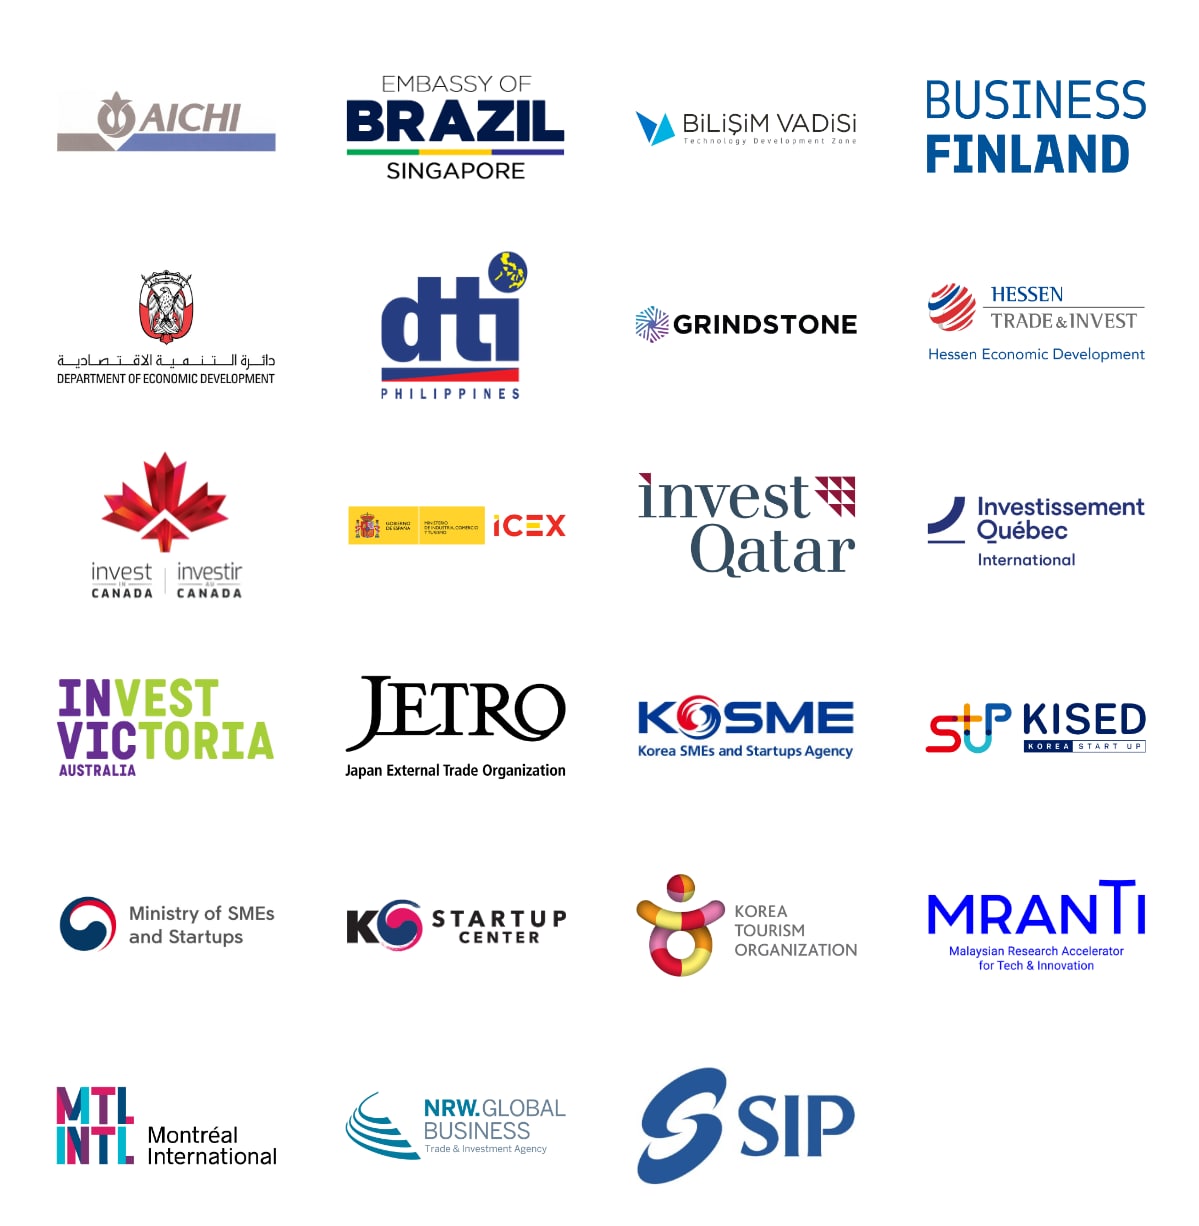 AICHI
EMBASSY OF
BRAZIL
SINGAPORE
BiLiŞiM VADiSi
Technology Development Zone
BUSINESS
FINLAND
دائـرة الـتـنـمـيـة الاقـتـصـاديـة
DEPARTMENT OF ECONOMIC DEVELOPMENT
dti
PHILIPPINES
GRINDSTONE
HESSEN
TRADE & INVEST
Hessen Economic Development
invest
IN
CANADA
investir
AU
CANADA
GOBIERNO
DE ESPAÑA
MINISTERIO
DE INDUSTRIA, COMERCIO
Y TURISMO
iCEX
invest
Qatar
Investissement
Québec
International
INVEST
VICTORIA
AUSTRALIA
JETRO
Japan External Trade Organization
KOSME
Korea SMEs and Startups Agency
STUP
KISED
KOREA START UP
Ministry of SMEs
and Startups
K STARTUP
CENTER
KOREA
TOURISM
ORGANIZATION
MRANTI
Malaysian Research Accelerator
for Tech & Innovation
MTL
INTL
Montréal
International
NRW.GLOBAL
BUSINESS
Trade & Investment Agency
SIP